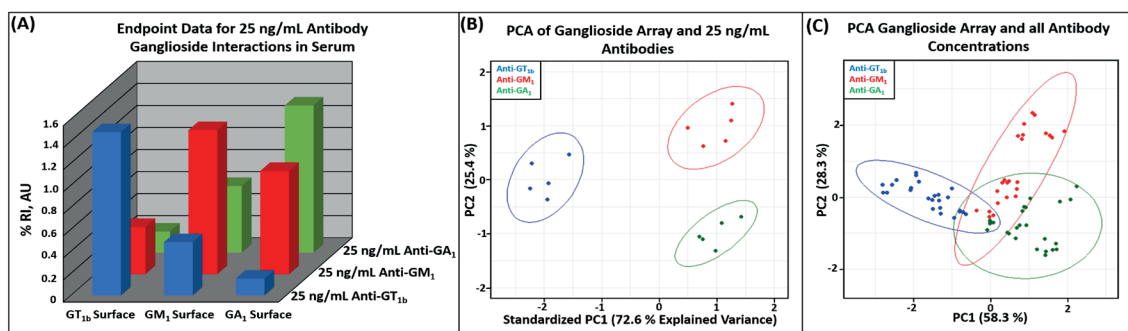 (A)
Endpoint Data for 25 ng/mL Antibody
Ganglioside Interactions in Serum
% RI, AU
1.6
1.4
1.2
1
0.8
0.6
0.4
0.2
0
GT1b Surface GM1 Surface GA1 Surface
25 ng/mL Anti-GA1
25 ng/mL Anti-GM1
25 ng/mL Anti-GT1b
(B)
PCA of Ganglioside Array and 25 ng/mL
Antibodies
Anti-GT1b
Anti-GM1
Anti-GA1
PC2 (25.4 %)
2
1
0
-1
-2
-2 -1 0 1 2
Standardized PC1 (72.6 % Explained Variance)
(C)
PCA Ganglioside Array and all Antibody
Concentrations
Anti-GT1b
Anti-GM1
Anti-GA1
PC2 (28.3 %)
2
0
-2
-2 0 2
PC1 (58.3 %)